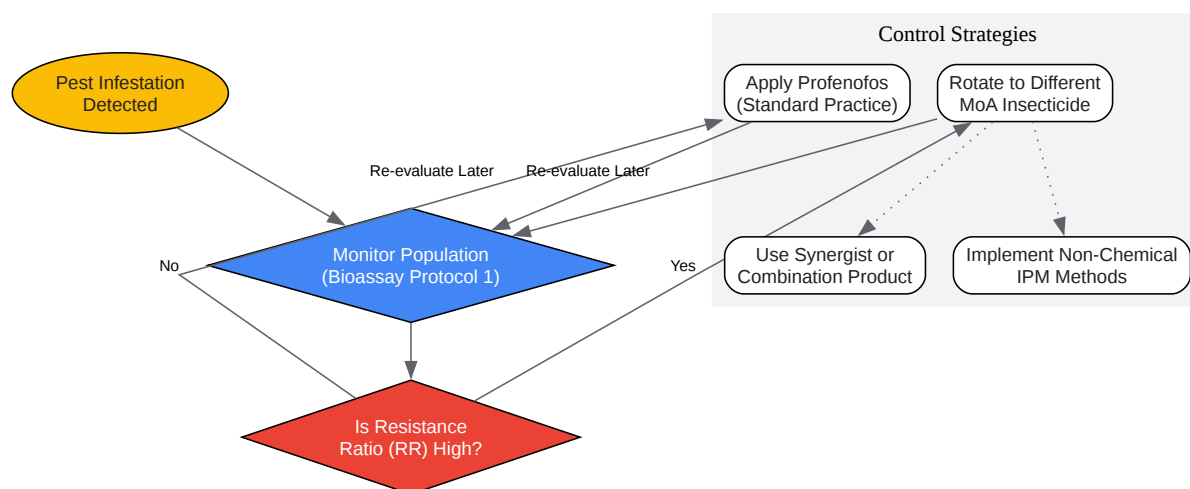 Control Strategies
Pest Infestation
Detected
Apply Profenofos
(Standard Practice)
Rotate to Different
MoA Insecticide
Re-evaluate Later
Re-evaluate Later
Monitor Population
(Bioassay Protocol 1)
No
Yes
Use Synergist or
Combination Product
Implement Non-Chemical
IPM Methods
Is Resistance
Ratio (RR) High?